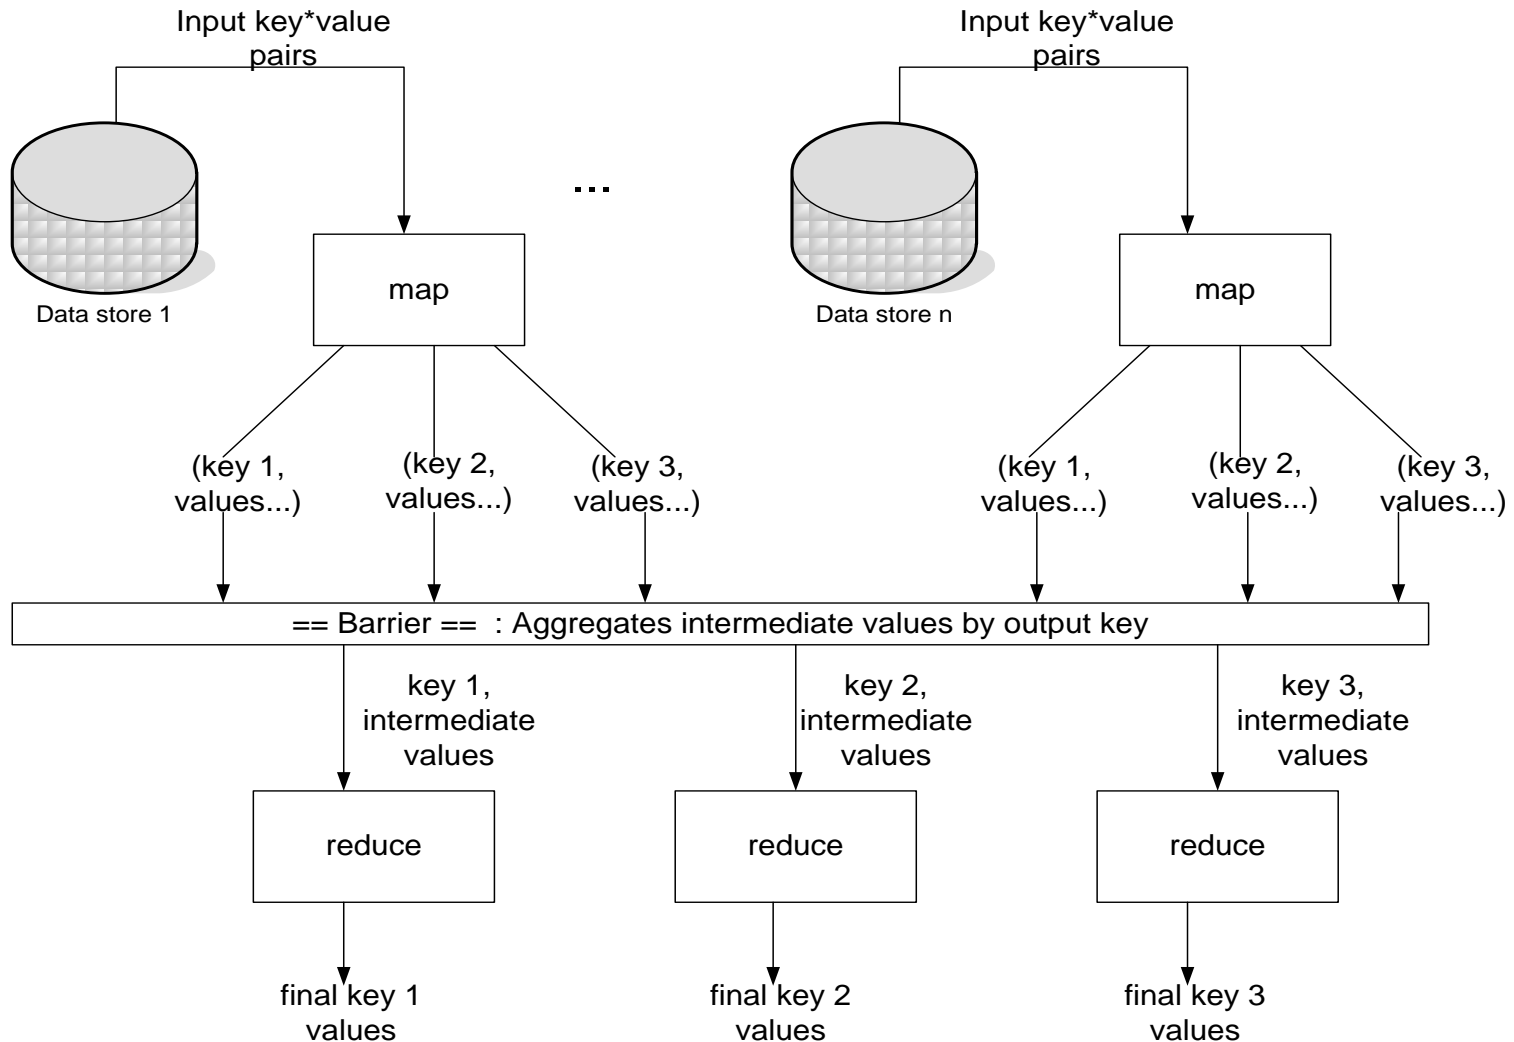 Input key*value
pairs
Input key*value
pairs
...
map
map
Data store 1
Data store n
(key 1,
values...)
(key 2,
values...)
(key 3,
values...)
(key 1,
values...)
(key 2,
values...)
(key 3,
values...)
== Barrier == : Aggregates intermediate values by output key
key 1,
intermediate
values
key 2,
intermediate
values
key 3,
intermediate
values
reduce
reduce
reduce
final key 1
values
final key 2
values
final key 3
values